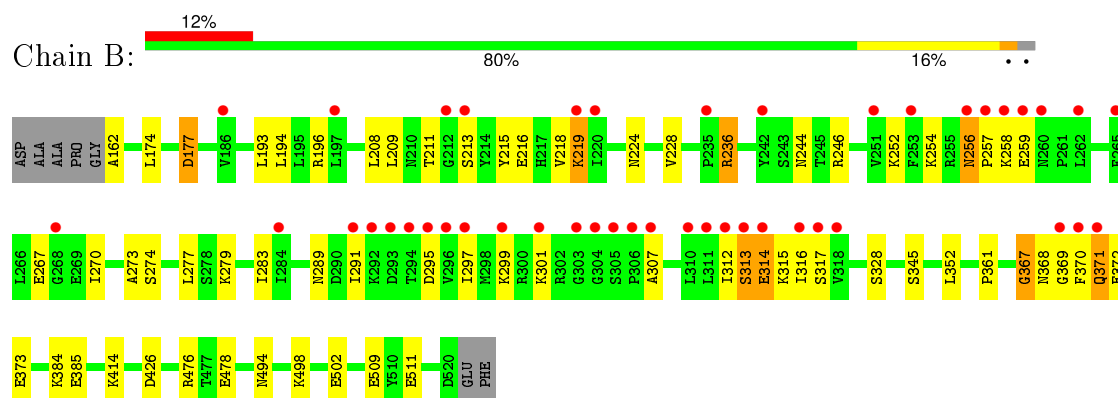 12%
Chain B:
80% 16% • •
ASP ALA ALA PRO GLY A162 L174 D177 V186 L193 L194 L195 R196 L197 L208 L209 N210 T211 G212 S213 Y214 Y215 E216 H217 V218 K219 I220 N224 V228 P235 R236 Y242 S243 N244 T245 R246 V251 K252 F253 K254 R255 N256 P257 K258 E259 N260 P261 L262
L266 E267 G268 E269 I270 A273 S274 L277 S278 K279 I283 I284 N289 D290 I291 K292 D293 T294 D295 V296 I297 M298 K299 R300 K301 R302 G303 G304 S305 P306 A307 L310 L311 I312 S313 E314 K315 I316 S317 V318 S328 S345 L352 P361 G367 N368 G369 F370 Q371
E373 K384 E385 K414 D426 R476 T477 E478 N494 K498 E502 E509 Y510 E511 D520 GLU PHE